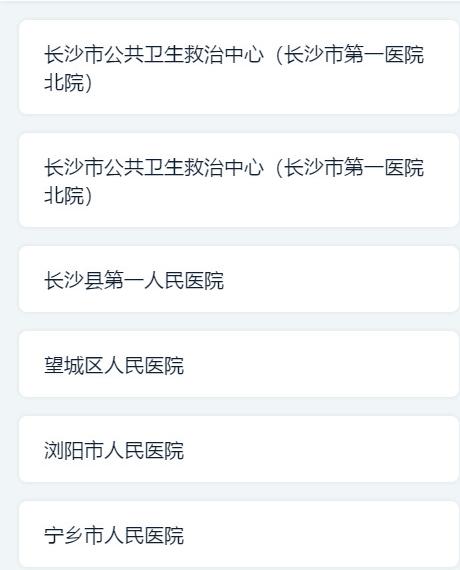 长沙市公共卫生救治中心（长沙市第一医院
北院）
长沙市公共卫生救治中心（长沙市第一医院
北院）
长沙县第一人民医院
望城区人民医院
浏阳市人民医院
宁乡市人民医院